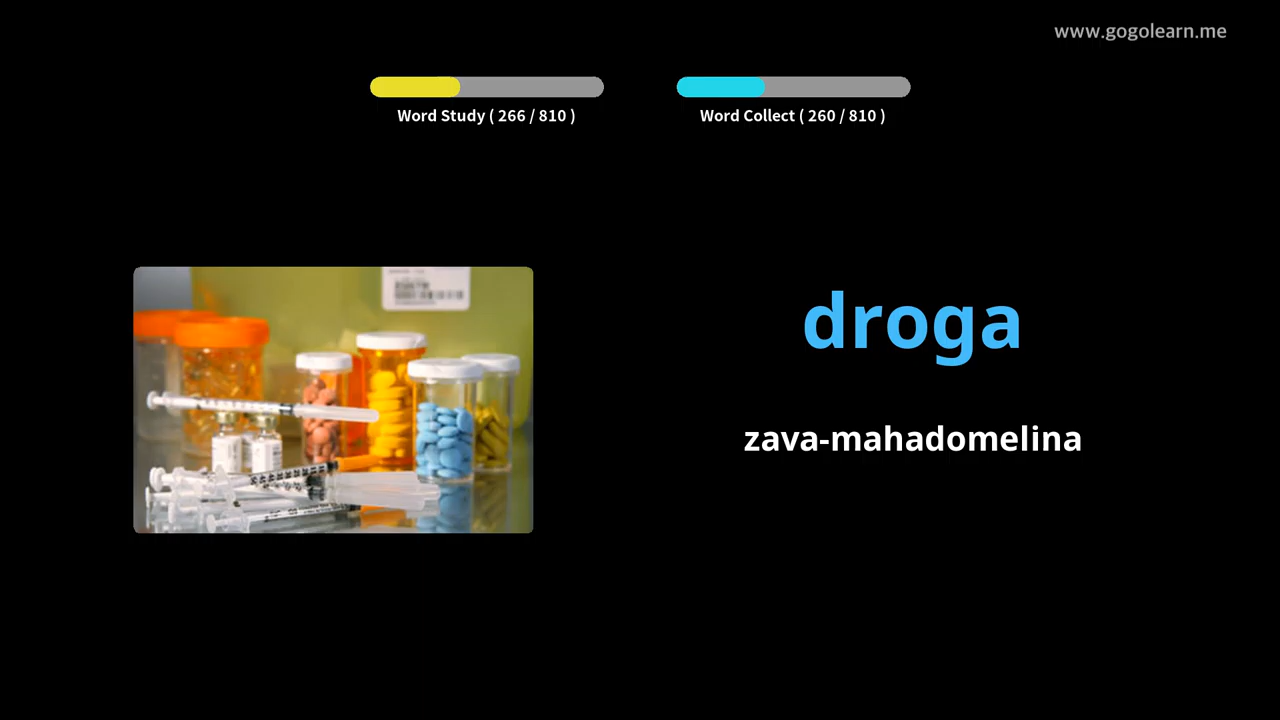 www.gogolearn.me
Word Study ( 266 / 810 )
Word Collect ( 260 / 810 )
droga
zava-mahadomelina